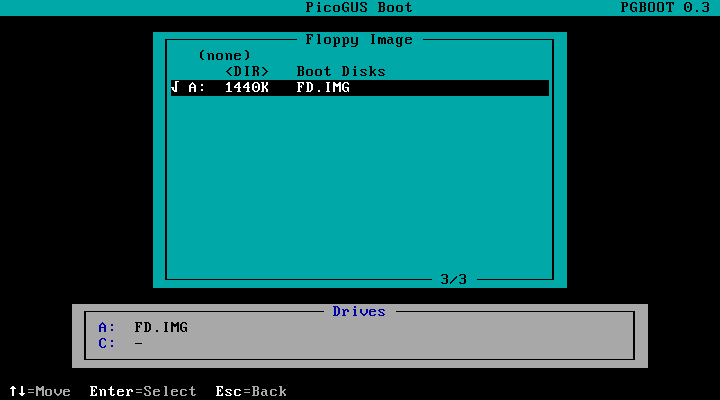 PicoGUS Boot PGBOOT 0.3
Floppy Image
(none)
<DIR> Boot Disks
√ A: 1440K FD.IMG
3/3
Drives
A: FD.IMG
C: -
↑↓=Move Enter=Select Esc=Back